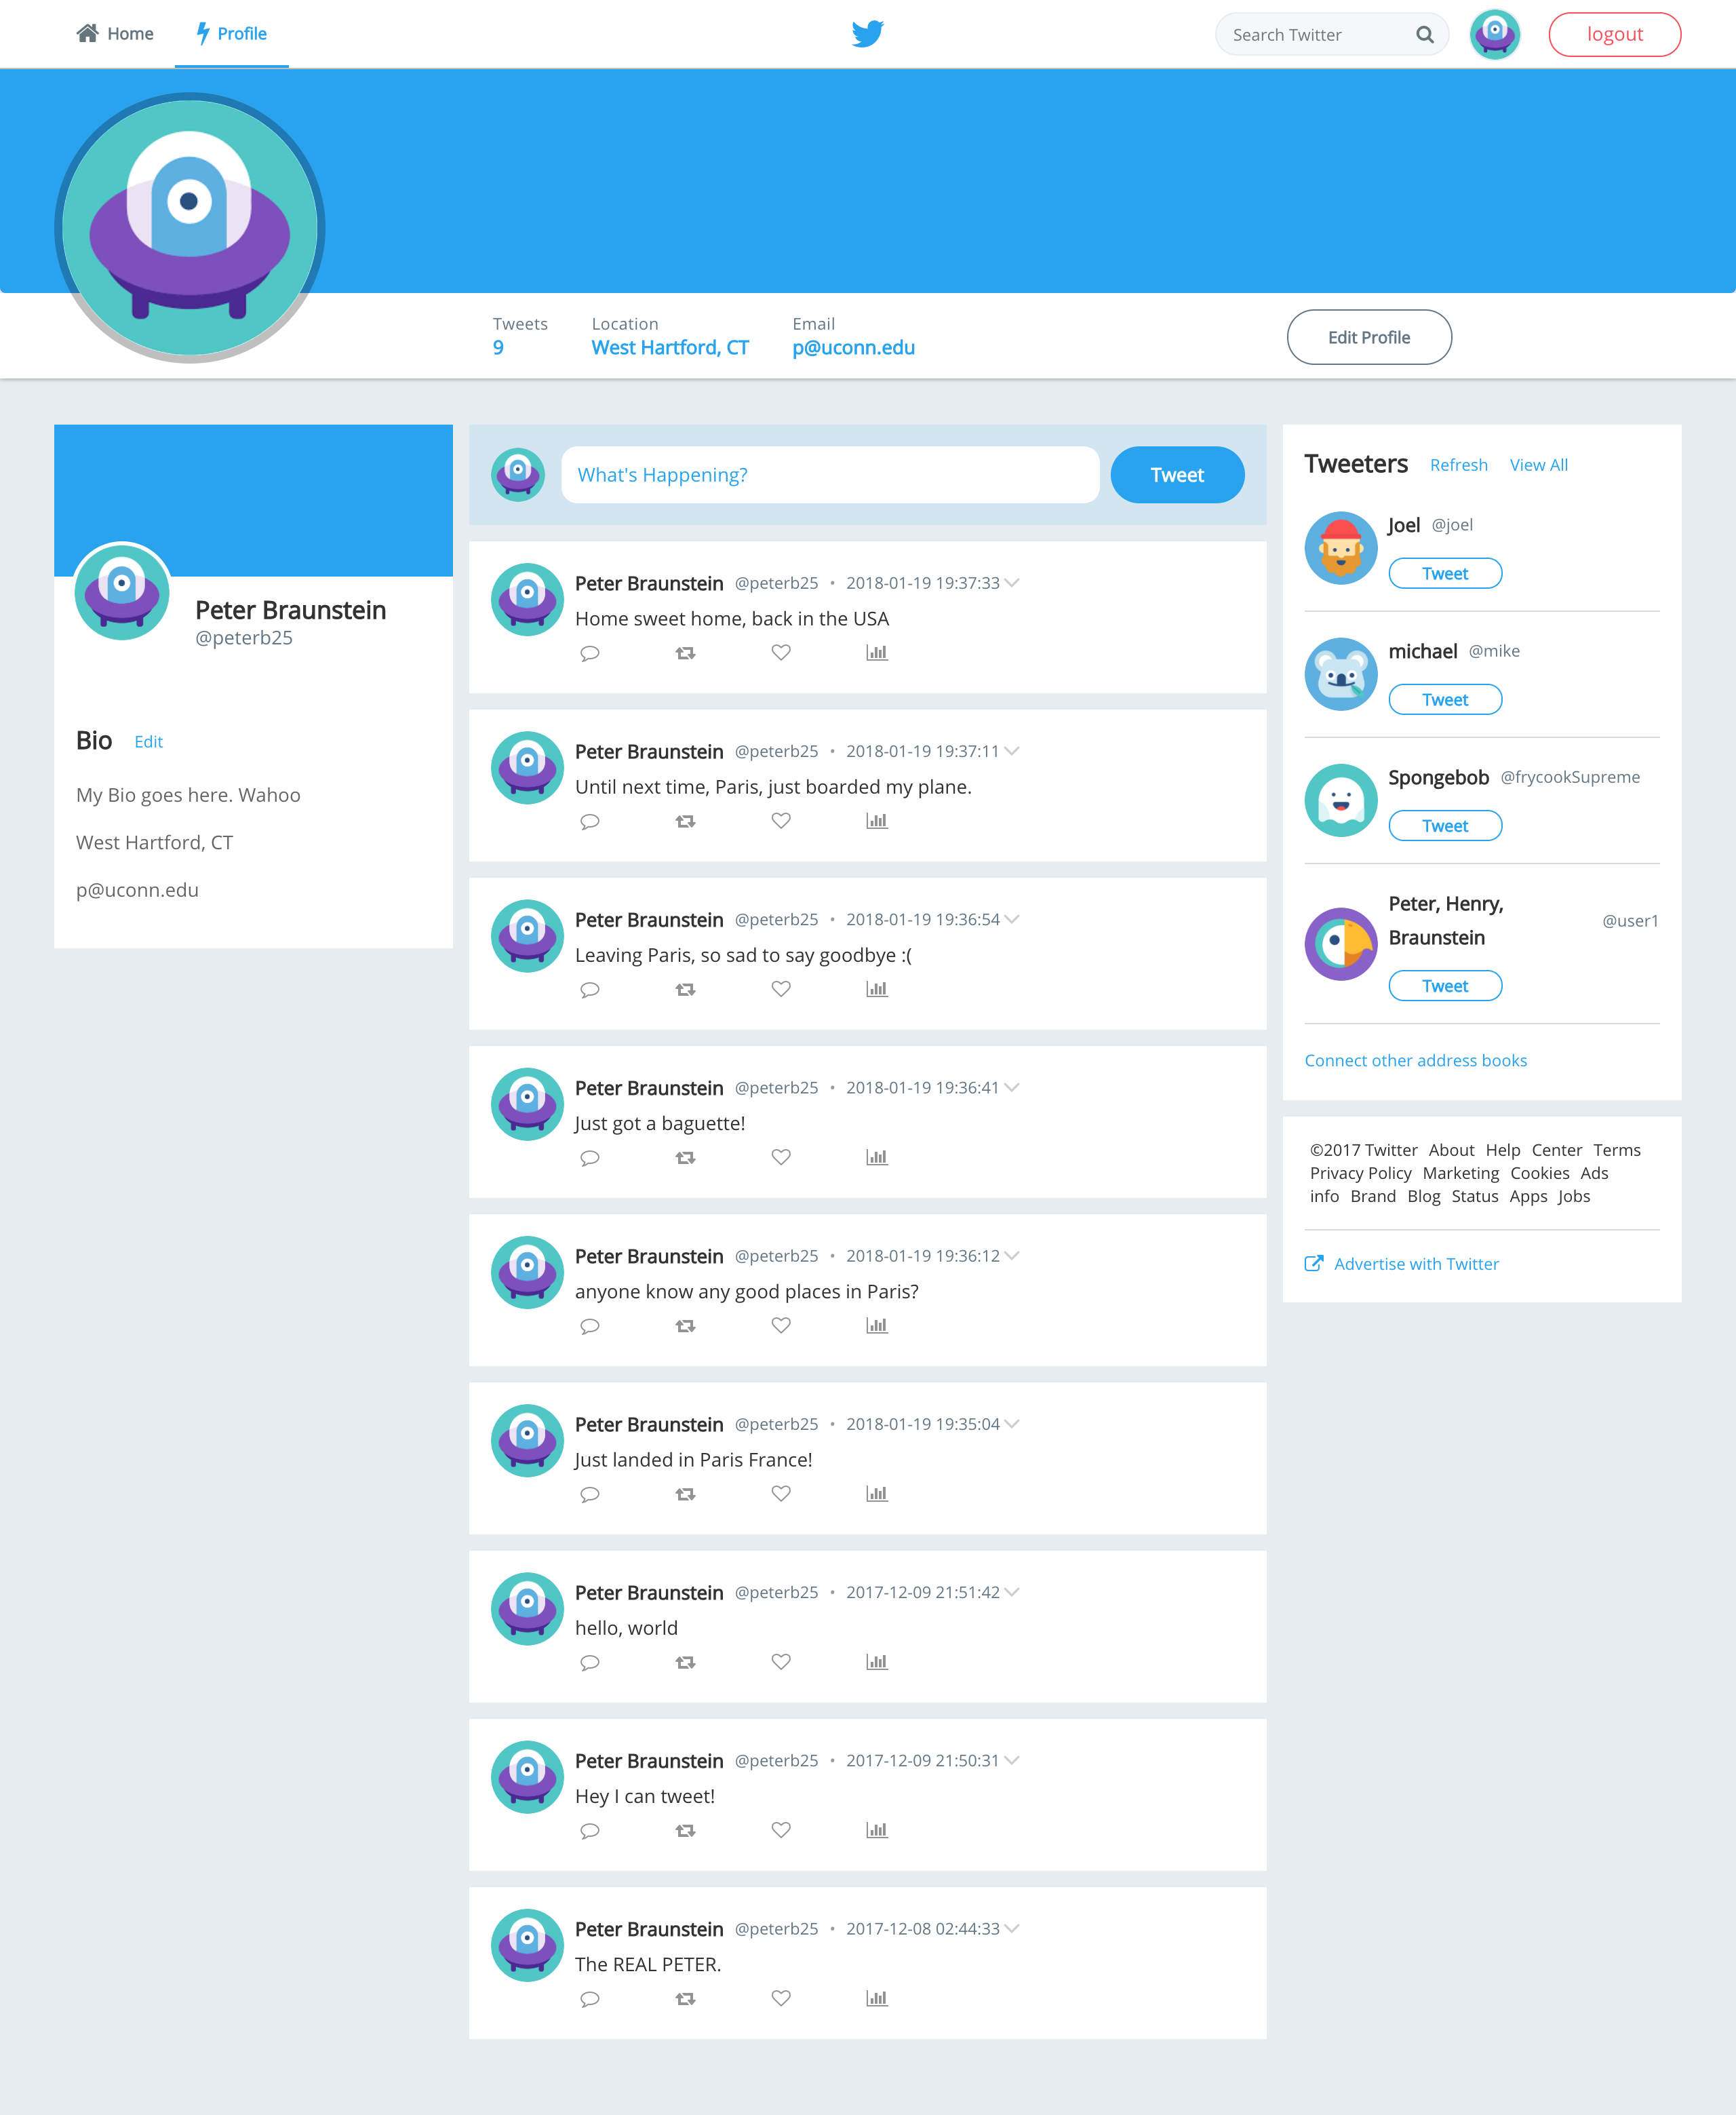 Home
Profile
Search Twitter
logout
Tweets
9
Location
West Hartford, CT
Email
p@uconn.edu
Edit Profile
Peter Braunstein
@peterb25
Bio Edit
My Bio goes here. Wahoo
West Hartford, CT
p@uconn.edu
What's Happening?
Tweet
Peter Braunstein @peterb25 • 2018-01-19 19:37:33
Home sweet home, back in the USA
Peter Braunstein @peterb25 • 2018-01-19 19:37:11
Until next time, Paris, just boarded my plane.
Peter Braunstein @peterb25 • 2018-01-19 19:36:54
Leaving Paris, so sad to say goodbye :(
Peter Braunstein @peterb25 • 2018-01-19 19:36:41
Just got a baguette!
Peter Braunstein @peterb25 • 2018-01-19 19:36:12
anyone know any good places in Paris?
Peter Braunstein @peterb25 • 2018-01-19 19:35:04
Just landed in Paris France!
Peter Braunstein @peterb25 • 2017-12-09 21:51:42
hello, world
Peter Braunstein @peterb25 • 2017-12-09 21:50:31
Hey I can tweet!
Peter Braunstein @peterb25 • 2017-12-08 02:44:33
The REAL PETER.
Tweeters Refresh View All
Joel @joel
Tweet
michael @mike
Tweet
Spongebob @frycookSupreme
Tweet
Peter, Henry,
Braunstein
@user1
Tweet
Connect other address books
©2017 Twitter About Help Center Terms
Privacy Policy Marketing Cookies Ads
info Brand Blog Status Apps Jobs
Advertise with Twitter